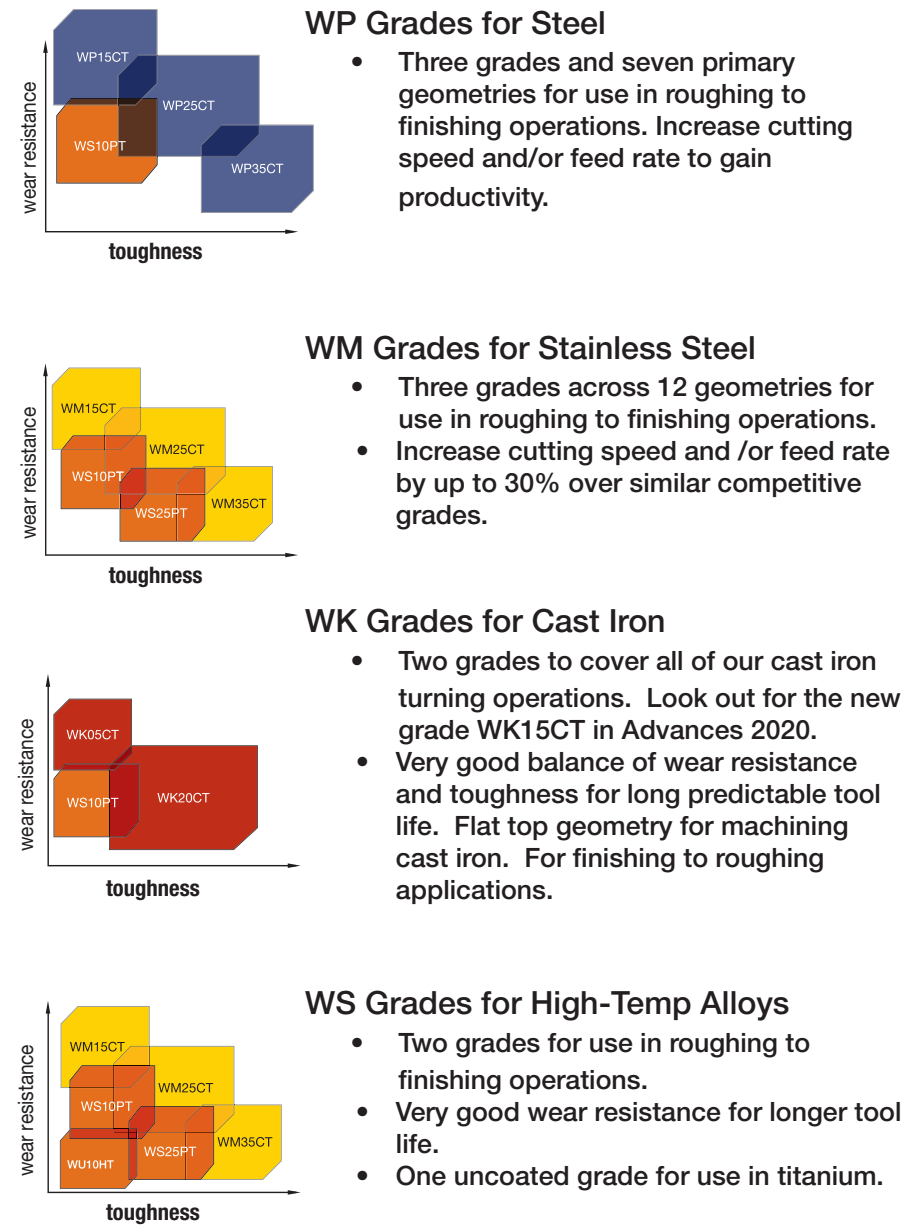 WP Grades for Steel
• Three grades and seven primary
geometries for use in roughing to
finishing operations. Increase cutting
speed and/or feed rate to gain
productivity.
wear resistance
WP15CT
WP25CT
WS10PT
WP35CT
toughness
WM Grades for Stainless Steel
• Three grades across 12 geometries for
use in roughing to finishing operations.
• Increase cutting speed and /or feed rate
by up to 30% over similar competitive
grades.
wear resistance
WM15CT
WM25CT
WS10PT
WS25PT
WM35CT
toughness
WK Grades for Cast Iron
• Two grades to cover all of our cast iron
turning operations. Look out for the new
grade WK15CT in Advances 2020.
• Very good balance of wear resistance
and toughness for long predictable tool
life. Flat top geometry for machining
cast iron. For finishing to roughing
applications.
wear resistance
WK05CT
WS10PT
WK20CT
toughness
WS Grades for High-Temp Alloys
• Two grades for use in roughing to
finishing operations.
• Very good wear resistance for longer tool
life.
• One uncoated grade for use in titanium.
wear resistance
WM15CT
WM25CT
WS10PT
WM35CT
WS25PT
WU10HT
toughness